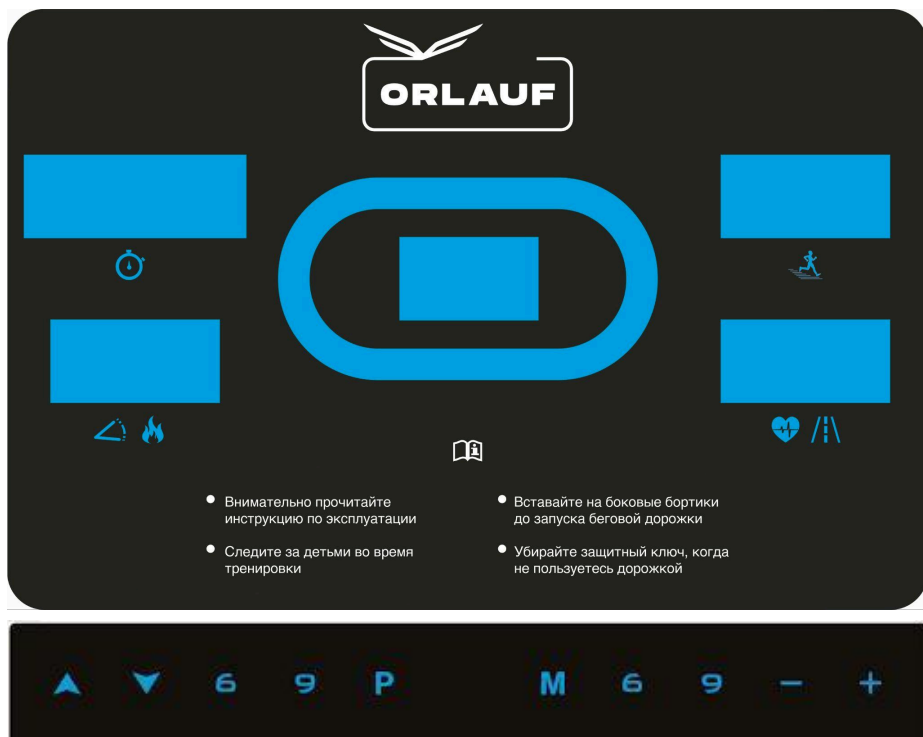 ORLAUF
Внимательно прочитайте
инструкцию по эксплуатации
Следите за детьми во время
тренировки
Вставайте на боковые бортики
до запуска беговой дорожки
Убирайте защитный ключ, когда
не пользуетесь дорожкой
6 9 P M 6 9 − +